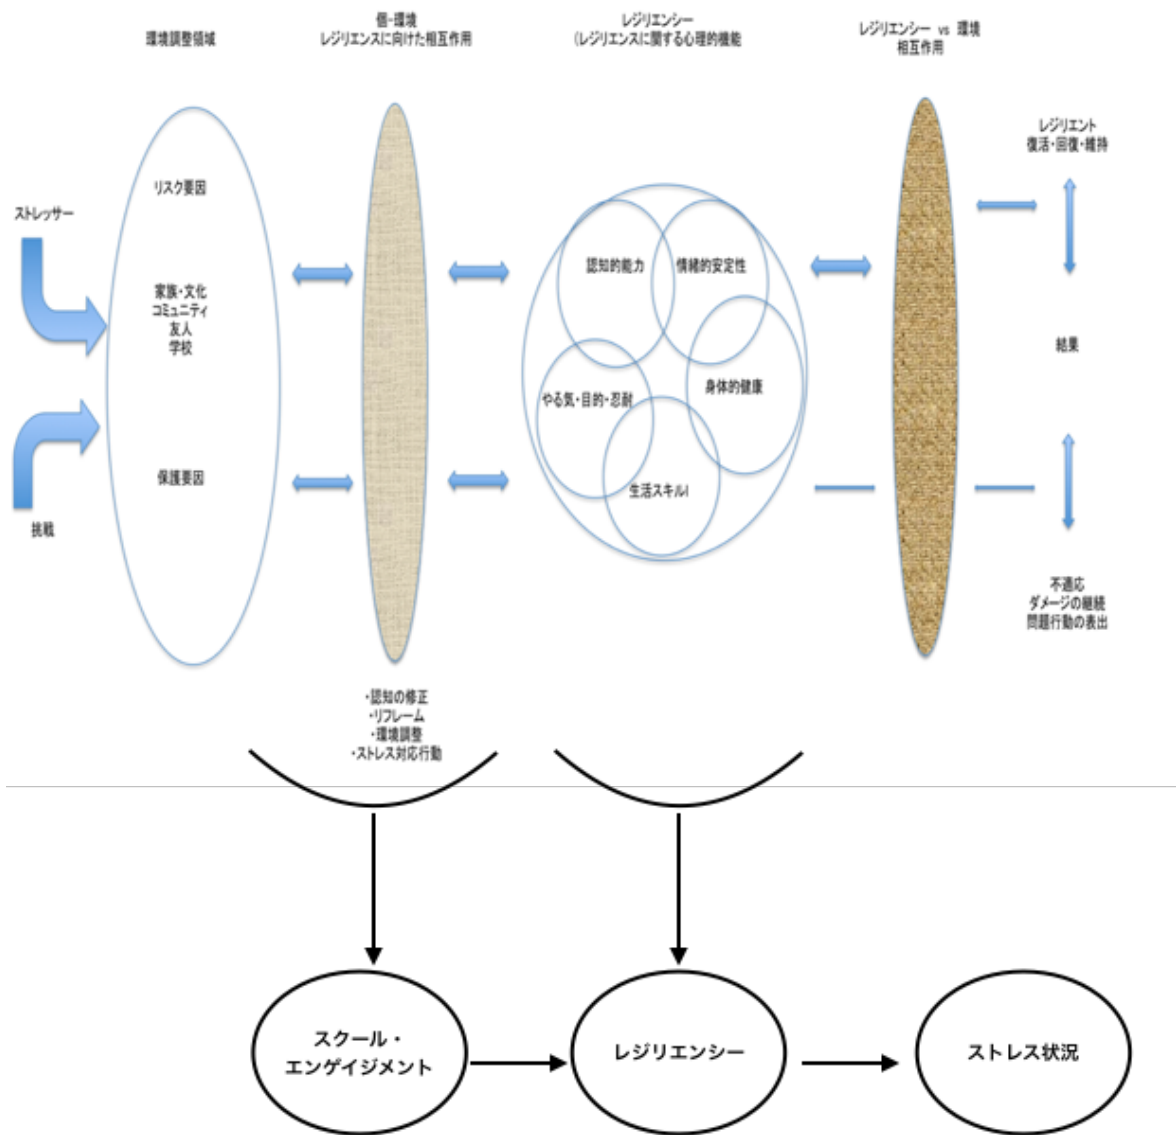 環境調整領域
個-環境
レジリエンスに向けた相互作用
レジリエンシー
(レジリエンスに関する心理的機能
レジリエンシー vs 環境
相互作用
ストレッサー
挑戦
リスク要因
家族・文化
コミュニティ
友人
学校
保護要因
認知的能力
情緒的安定性
やる気・目的・忍耐
身体的健康
生活スキルl
レジリエント
復活・回復・維持
結果
不適応
ダメージの継続
問題行動の表出
・認知の修正
・リフレーム
・環境調整
・ストレス対応行動
スクール・
エンゲイジメント
レジリエンシー
ストレス状況